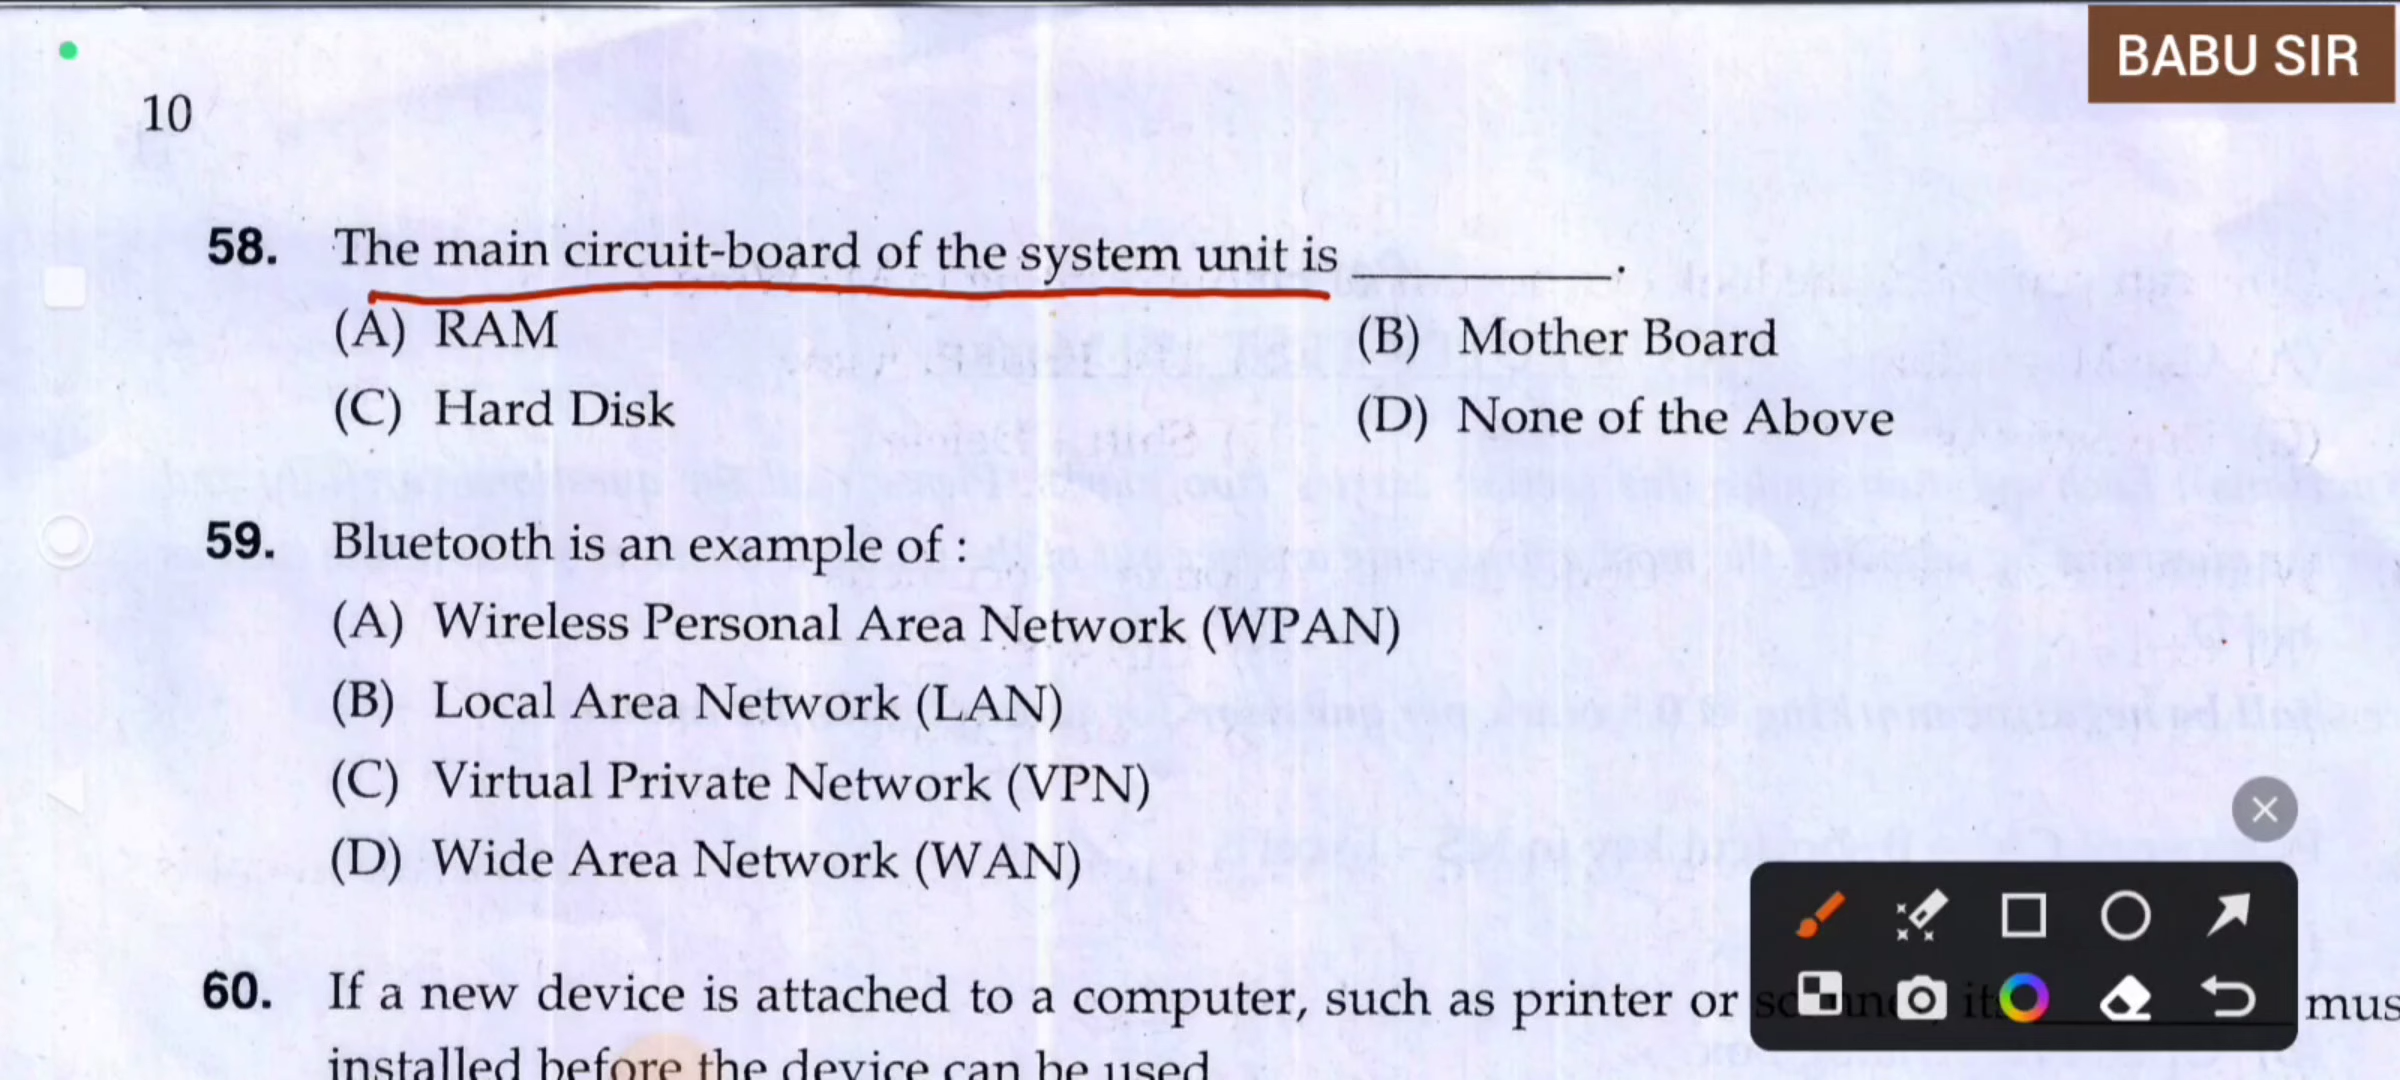 BABU SIR
10
58. The main circuit-board of the system unit is ____________.
(A) RAM (B) Mother Board
(C) Hard Disk (D) None of the Above
59. Bluetooth is an example of :
(A) Wireless Personal Area Network (WPAN)
(B) Local Area Network (LAN)
(C) Virtual Private Network (VPN)
(D) Wide Area Network (WAN)
60. If a new device is attached to a computer, such as printer or
installed before the device can be used